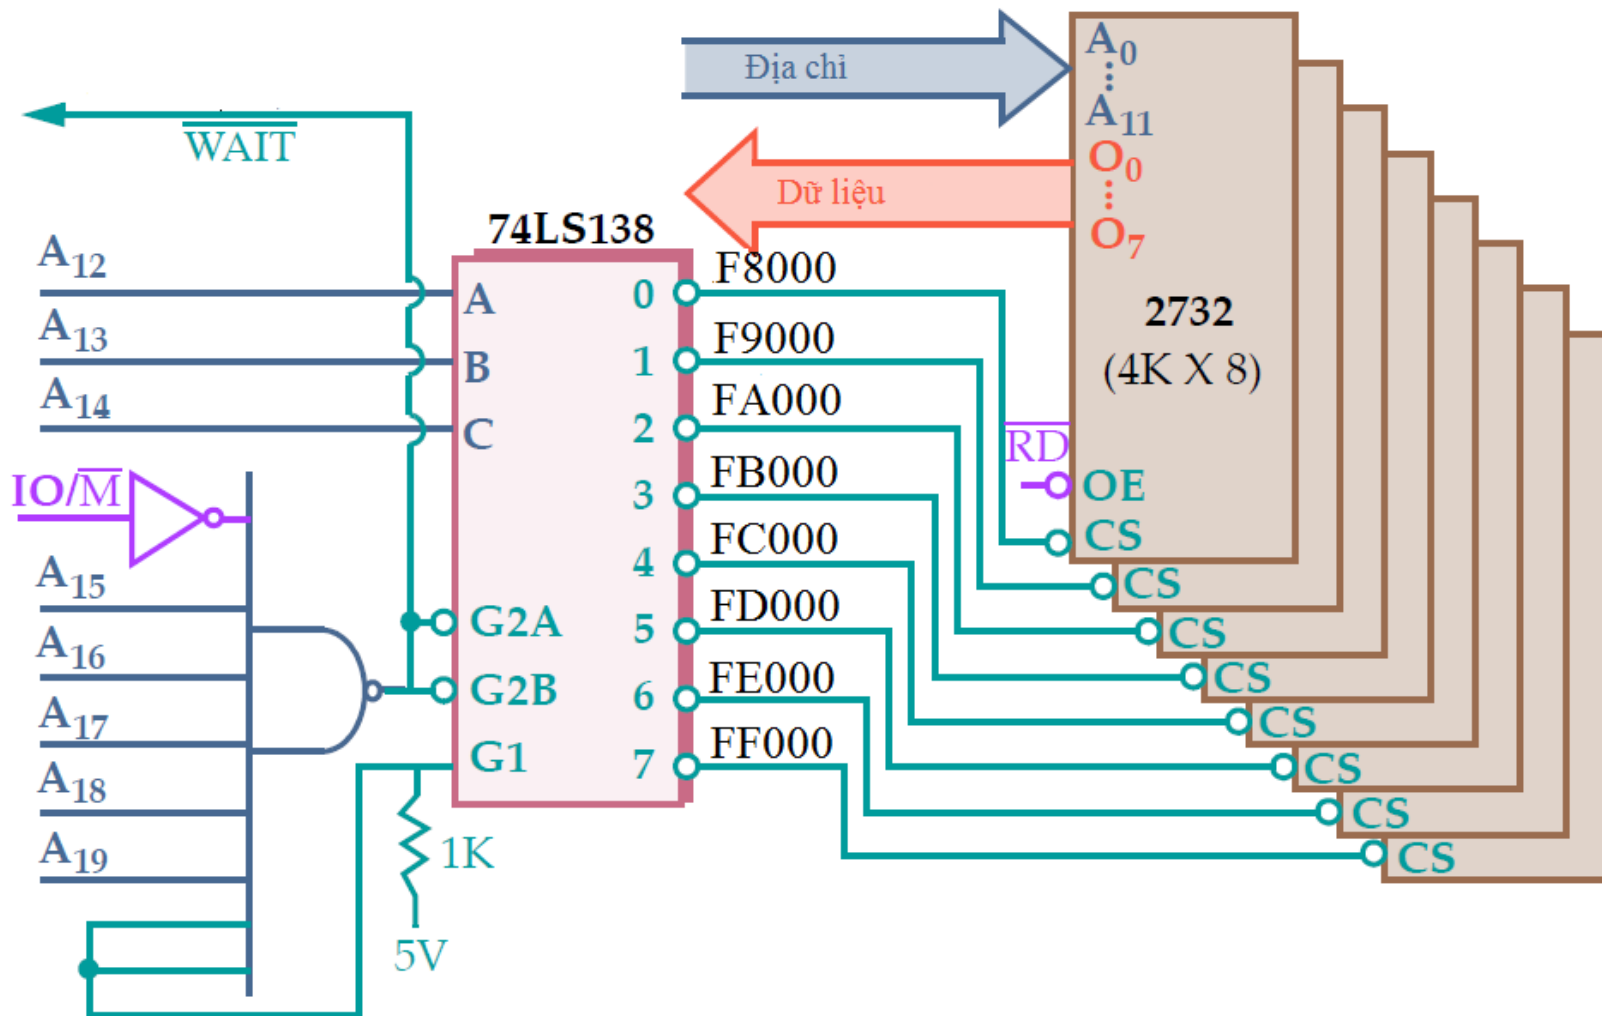 Địa chỉ
A0
A11
O0
O7
2732
(4K X 8)
W̅A̅I̅T̅
Dữ liệu
74LS138
A12
A13
A14
A
B
C
0
1
2
3
4
5
6
7
F8000
F9000
FA000
FB000
FC000
FD000
FE000
FF000
R̅D̅
OE
CS
CS
CS
CS
CS
CS
CS
CS
IO/M̅
A15
A16
A17
A18
A19
G2A
G2B
G1
1K
5V